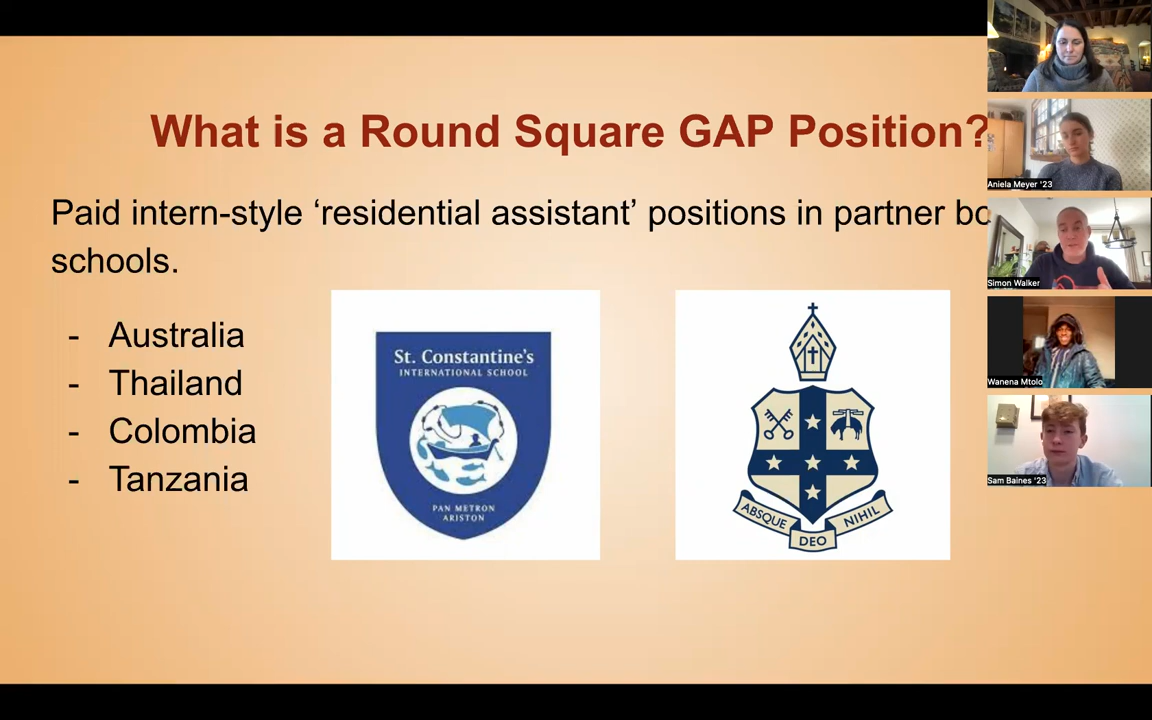 What is a Round Square GAP Position?
Paid intern-style ‘residential assistant’ positions in partner
schools.
- Australia
- Thailand
- Colombia
- Tanzania
St. Constantine's
INTERNATIONAL SCHOOL
PAN METRON
ARISTON
ABSQUE
DEO
NIHIL
Aniela Meyer '23
Simon Walker
Wanena Mtolo
Sam Baines '23